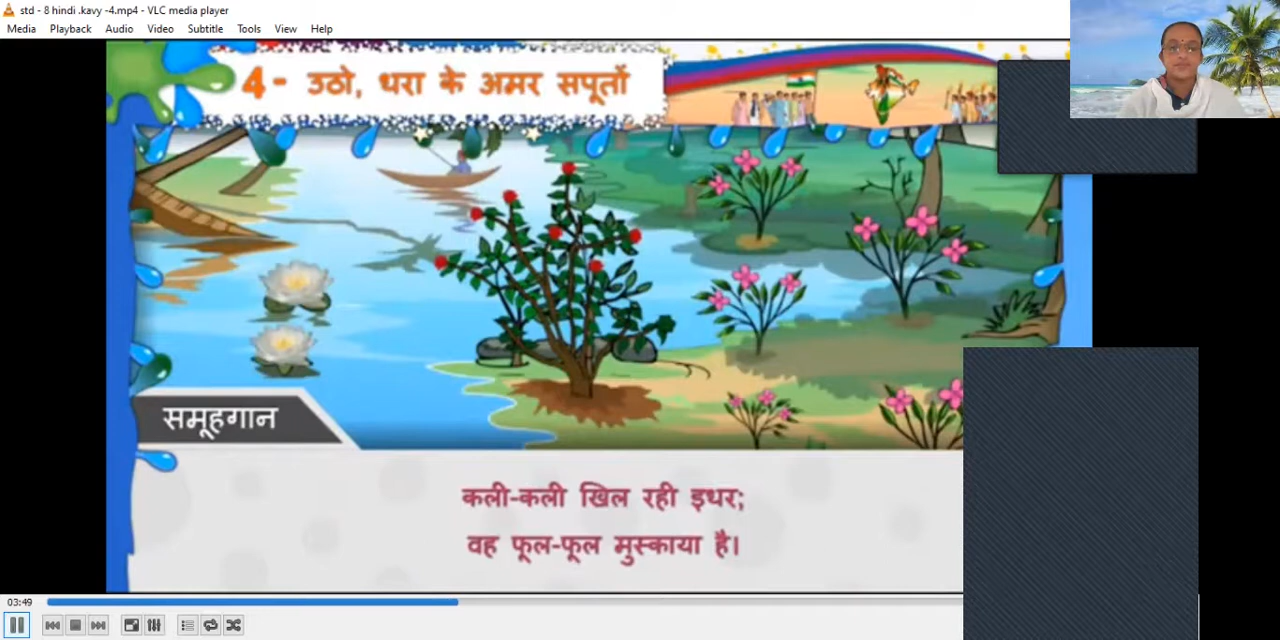 std - 8 hindi .kavy -4.mp4 - VLC media player
Media Playback Audio Video Subtitle Tools View Help
4- उठो, धरा के अमर सपूतों
समूहगान
कली-कली खिल रही इधर;
वह फूल-फूल मुस्काया है।
03:49